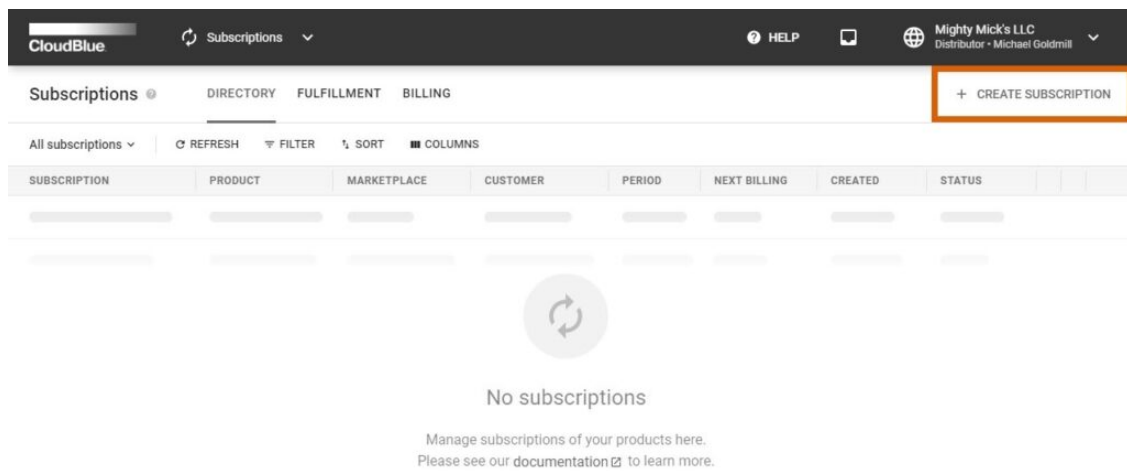 CloudBlue Subscriptions HELP Mighty Mick's LLC
Distributor • Michael Goldmill
Subscriptions DIRECTORY FULFILLMENT BILLING + CREATE SUBSCRIPTION
All subscriptions REFRESH FILTER SORT COLUMNS
SUBSCRIPTION PRODUCT MARKETPLACE CUSTOMER PERIOD NEXT BILLING CREATED STATUS
No subscriptions
Manage subscriptions of your products here.
Please see our documentation to learn more.